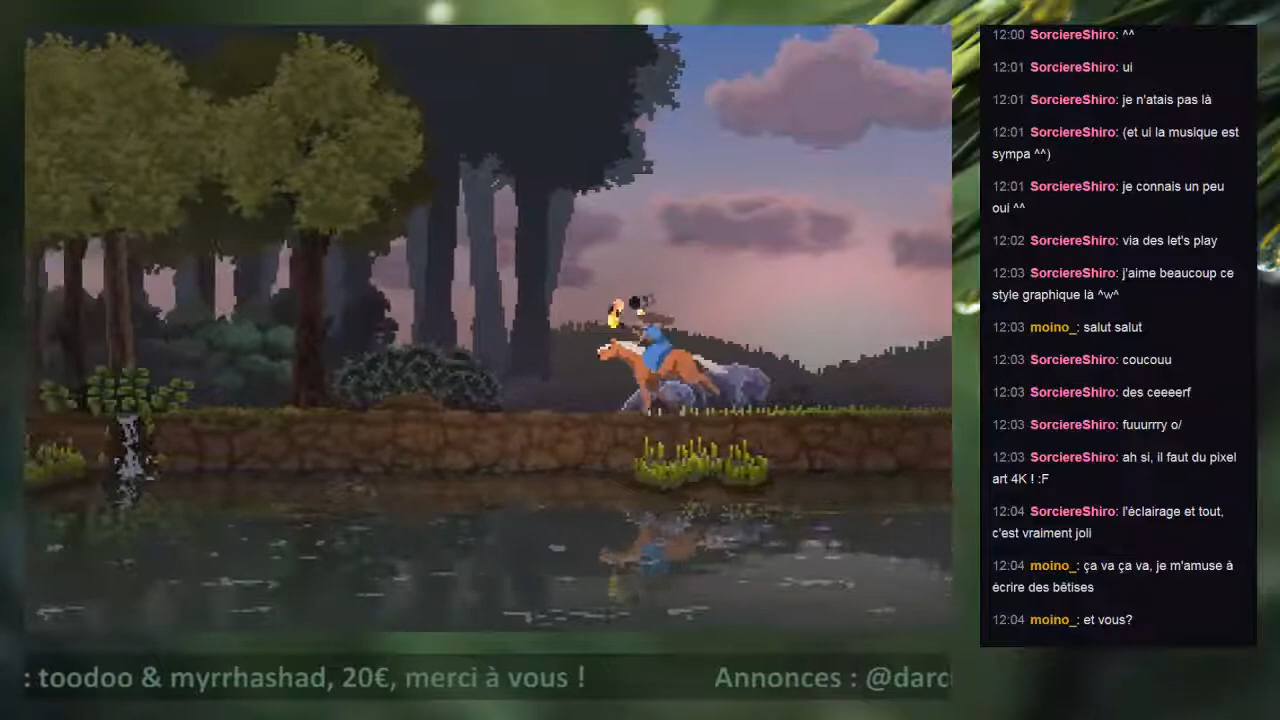 12:00 SorciereShiro: ^^
12:01 SorciereShiro: ui
12:01 SorciereShiro: je n'atais pas là
12:01 SorciereShiro: (et ui la musique est
sympa ^^)
12:01 SorciereShiro: je connais un peu
oui ^^
12:02 SorciereShiro: via des let's play
12:03 SorciereShiro: j'aime beaucoup ce
style graphique là ^w^
12:03 moino_: salut salut
12:03 SorciereShiro: coucouu
12:03 SorciereShiro: des ceeeerf
12:03 SorciereShiro: fuuurrry o/
12:03 SorciereShiro: ah si, il faut du pixel
art 4K ! :F
12:04 SorciereShiro: l'éclairage et tout,
c'est vraiment joli
12:04 moino_: ça va ça va, je m'amuse à
écrire des bêtises
12:04 moino_: et vous?
: toodoo & myrrhashad, 20€, merci à vous ! Annonces :